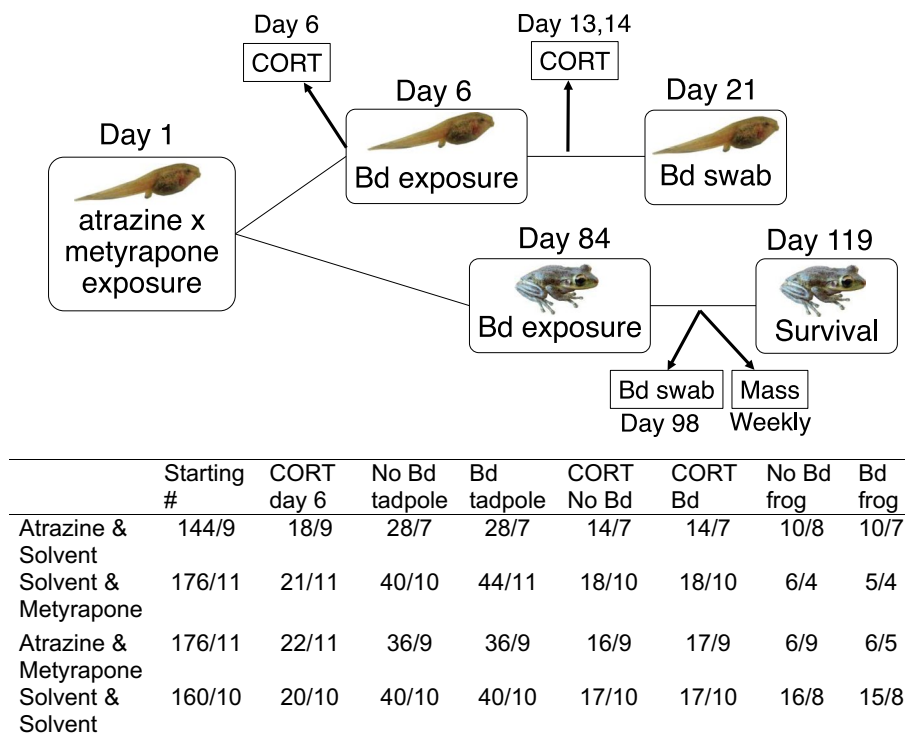 Day 6
CORT
Day 13,14
CORT
Day 1
atrazine x
metyrapone
exposure
Day 6
Bd exposure
Day 21
Bd swab
Day 84
Bd exposure
Day 119
Survival
Bd swab
Day 98
Mass
Weekly
Starting # CORT day 6 No Bd tadpole Bd tadpole CORT No Bd CORT Bd No Bd frog Bd frog
Atrazine & 144/9 18/9 28/7 28/7 14/7 14/7 10/8 10/7
Solvent
Solvent & 176/11 21/11 40/10 44/11 18/10 18/10 6/4 5/4
Metyrapone
Atrazine & 176/11 22/11 36/9 36/9 16/9 17/9 6/9 6/5
Metyrapone
Solvent & 160/10 20/10 40/10 40/10 17/10 17/10 16/8 15/8
Solvent